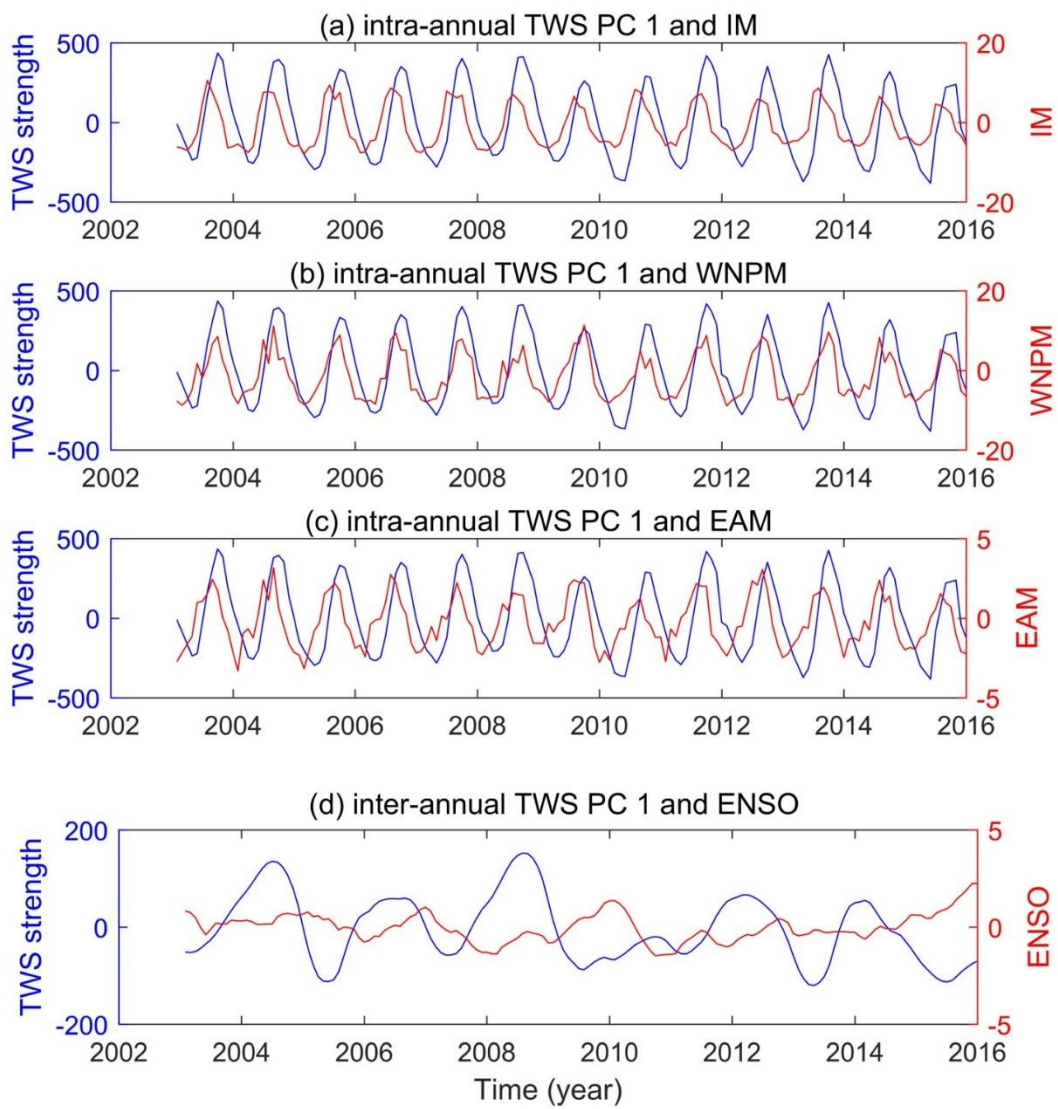 (a) intra-annual TWS PC 1 and IM
TWS strength
500
0
-500
20
0
-20
IM
2002 2004 2006 2008 2010 2012 2014 2016
(b) intra-annual TWS PC 1 and WNPM
TWS strength
500
0
-500
20
0
-20
WNPM
2002 2004 2006 2008 2010 2012 2014 2016
(c) intra-annual TWS PC 1 and EAM
TWS strength
500
0
-500
5
0
-5
EAM
2002 2004 2006 2008 2010 2012 2014 2016
(d) inter-annual TWS PC 1 and ENSO
TWS strength
200
0
-200
5
0
-5
ENSO
2002 2004 2006 2008 2010 2012 2014 2016
Time (year)